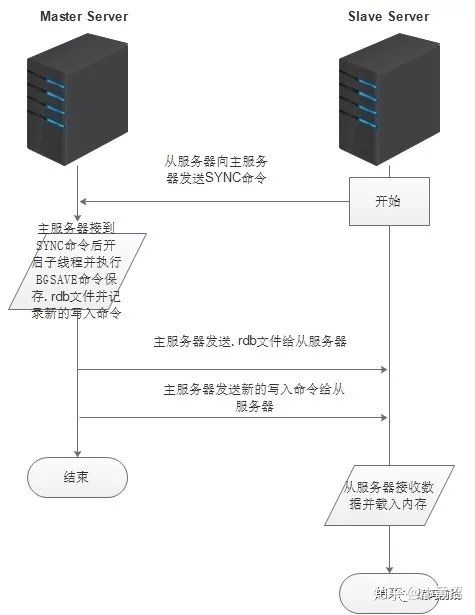 Master Server
Slave Server
从服务器向主服务
器发送SYNC命令
开始
主服务器接到
SYNC命令后开
启子线程并执行
BGSAVE命令保
存.rdb文件并记
录新的写入命令
主服务器发送.rdb文件给从服务器
主服务器发送新的写入命令给从
服务器
结束
从服务器接收数
据并载入内存